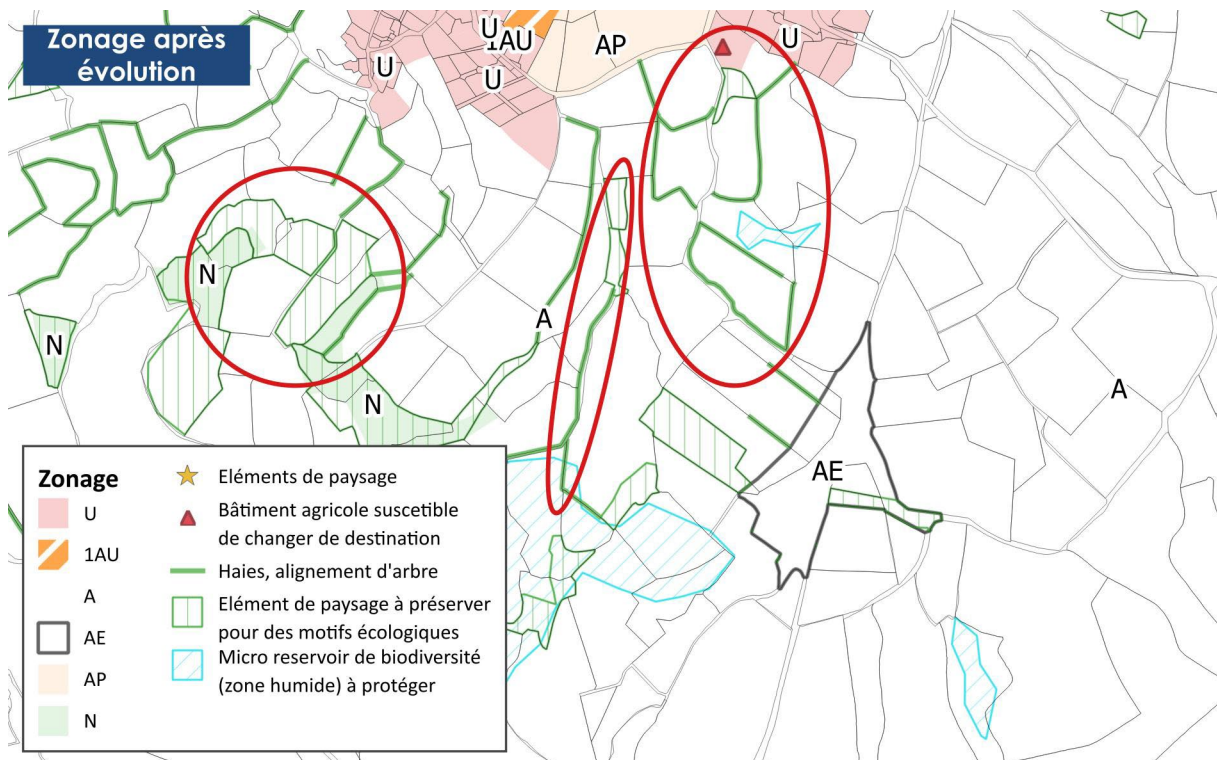 Zonage après
évolution
U
1AU
U
U
AP
U
N
N
N
A
A
AE
Zonage
U
1AU
A
AE
AP
N
Eléments de paysage
Bâtiment agricole suscetible
de changer de destination
Haies, alignement d'arbre
Elément de paysage à préserver
pour des motifs écologiques
Micro reservoir de biodiversité
(zone humide) à protéger